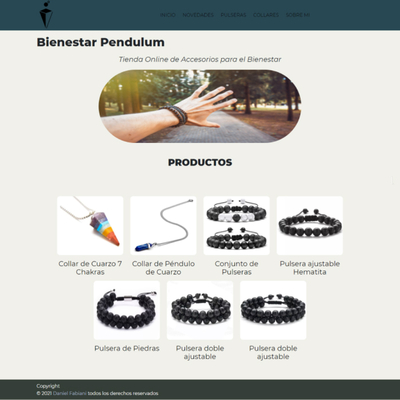 INICIO NOVEDADES PULSERAS COLLARES SOBRE MI
Bienestar Pendulum
Tienda Online de Accesorios para el Bienestar
PRODUCTOS
Collar de Cuarzo 7
Chakras
Collar de Péndulo
de Cuarzo
Conjunto de
Pulseras
Pulsera ajustable
Hematita
Pulsera de Piedras
Pulsera doble
ajustable
Pulsera doble
ajustable
Copyright
© 2021 Daniel Fabiani todos los derechos reservados